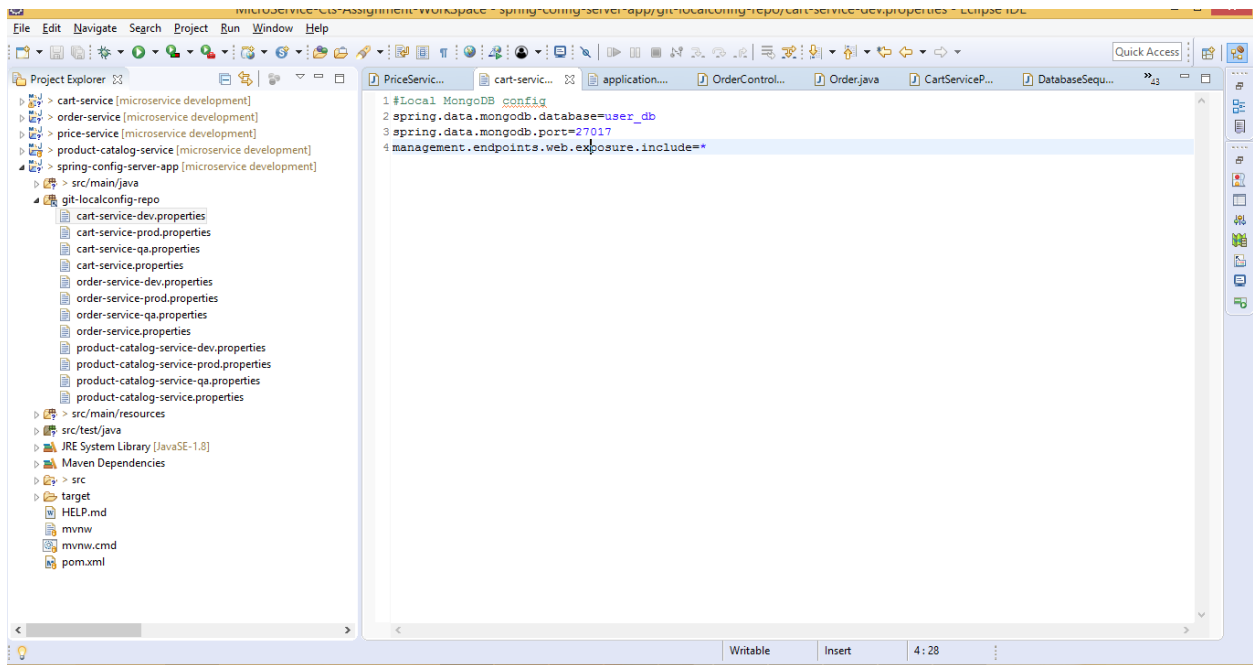 MicroService-Cts-Assignment-WorkSpace - spring-config-server-app/git-localconfig-repo/cart-service-dev.properties - Eclipse IDE
File Edit Navigate Search Project Run Window Help
Quick Access
Project Explorer
PriceServic... cart-servic... application.... OrderControl... Order.java CartServiceP... DatabaseSequ... »43
> cart-service [microservice development]
> order-service [microservice development]
> price-service [microservice development]
> product-catalog-service [microservice development]
> spring-config-server-app [microservice development]
> src/main/java
git-localconfig-repo
cart-service-dev.properties
cart-service-prod.properties
cart-service-qa.properties
cart-service.properties
order-service-dev.properties
order-service-prod.properties
order-service-qa.properties
order-service.properties
product-catalog-service-dev.properties
product-catalog-service-prod.properties
product-catalog-service-qa.properties
product-catalog-service.properties
> src/main/resources
src/test/java
JRE System Library [JavaSE-1.8]
Maven Dependencies
> src
target
HELP.md
mvnw
mvnw.cmd
pom.xml
1 #Local MongoDB config
2 spring.data.mongodb.database=user_db
3 spring.data.mongodb.port=27017
4 management.endpoints.web.exposure.include=*
Writable Insert 4 : 28